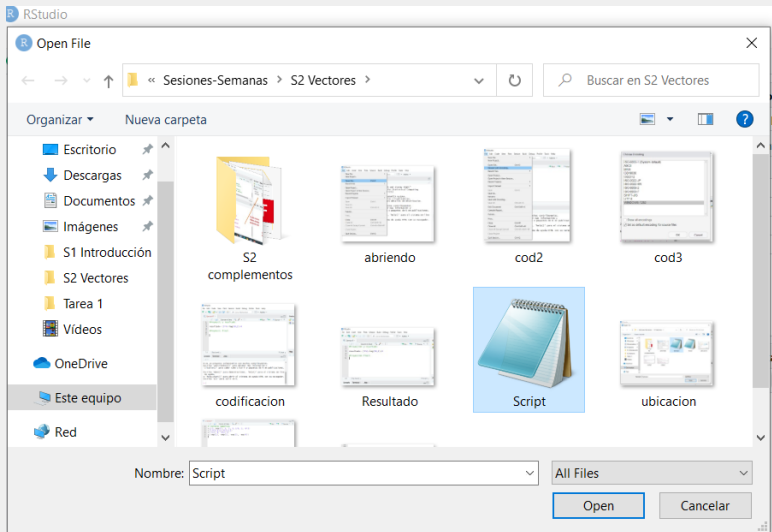 RStudio
Open File
« Sesiones-Semanas > S2 Vectores >
Buscar en S2 Vectores
Organizar
Nueva carpeta
Escritorio
Descargas
Documentos
Imágenes
S1 Introducción
S2 Vectores
Tarea 1
Vídeos
OneDrive
Este equipo
Red
S2 complementos
abriendo
cod2
cod3
codificacion
Resultado
Script
ubicacion
Nombre: Script
All Files
Open
Cancelar